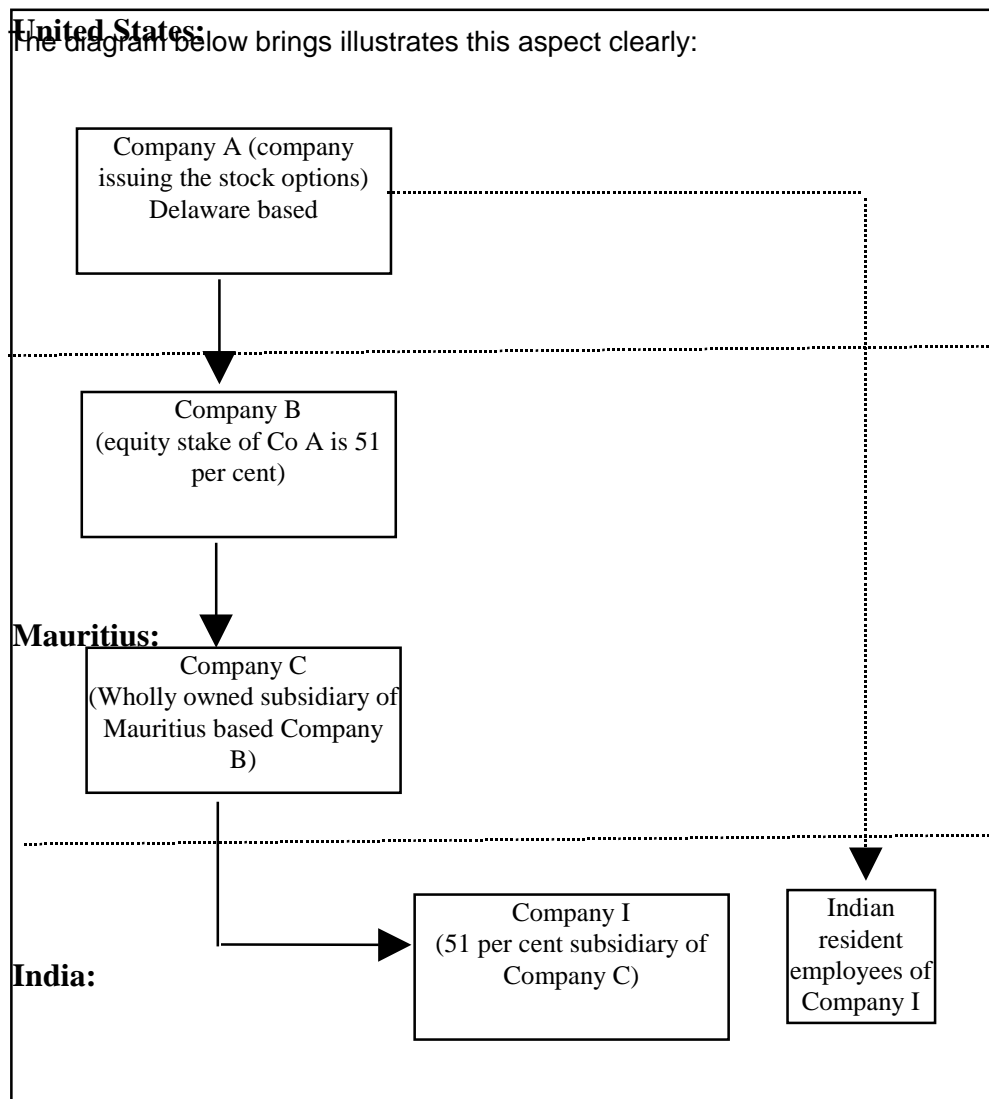 United States:
The diagram below brings illustrates this aspect clearly:
Company A (company
issuing the stock options)
Delaware based
Company B
(equity stake of Co A is 51
per cent)
Mauritius:
Company C
(Wholly owned subsidiary of
Mauritius based Company
B)
Company I
(51 per cent subsidiary of
Company C)
Indian
resident
employees of
Company I
India: